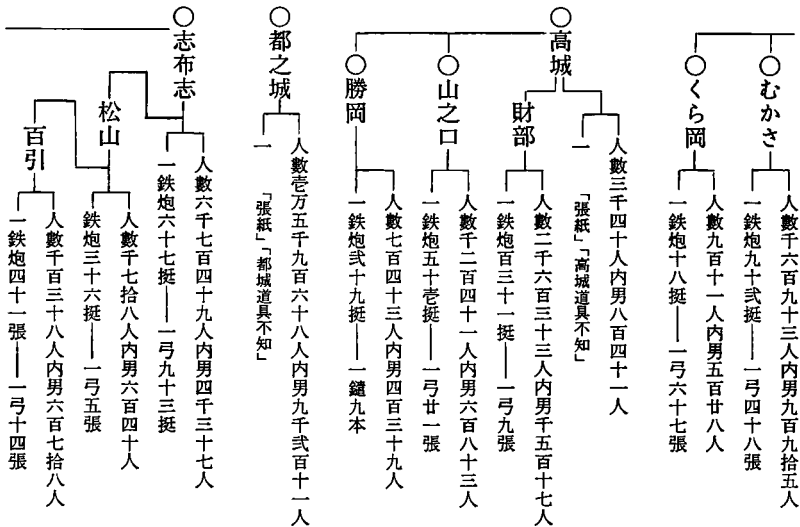 ○むかさ
人數千六百九十三人内男九百九拾五人
一鉄炮九十弐挺――一弓四十八張
○くら岡
人數九百十一人内男五百廿八人
一鉄炮十八挺――一弓六十七張
○高城
人數三千四十人内男八百四十一人
一　「張紙」「高城道具不知」
財部
人數二千六百三十三人内男千五百十七人
一鉄炮百三十一挺――一弓九張
○山之口
人數千二百四十一人内男六百八十三人
一鉄炮五十壱挺――一弓廿一張
○勝岡
人數七百四十三人内男四百三十九人
一鉄炮弐十九挺――一鑓九本
○都之城
人數壱万五千九百六十八人内男九千弐百十一人
一　「張紙」「都城道具不知」
○志布志
人數六千七百四十九人内男四千三十七人
一鉄炮六十七挺――一弓九十三挺
松山
人數千七拾八人内男六百四十人
鉄炮三十六挺――一弓五張
百引
人數千百三十八人内男六百七拾八人
一鉄炮四十一張――一弓十四張